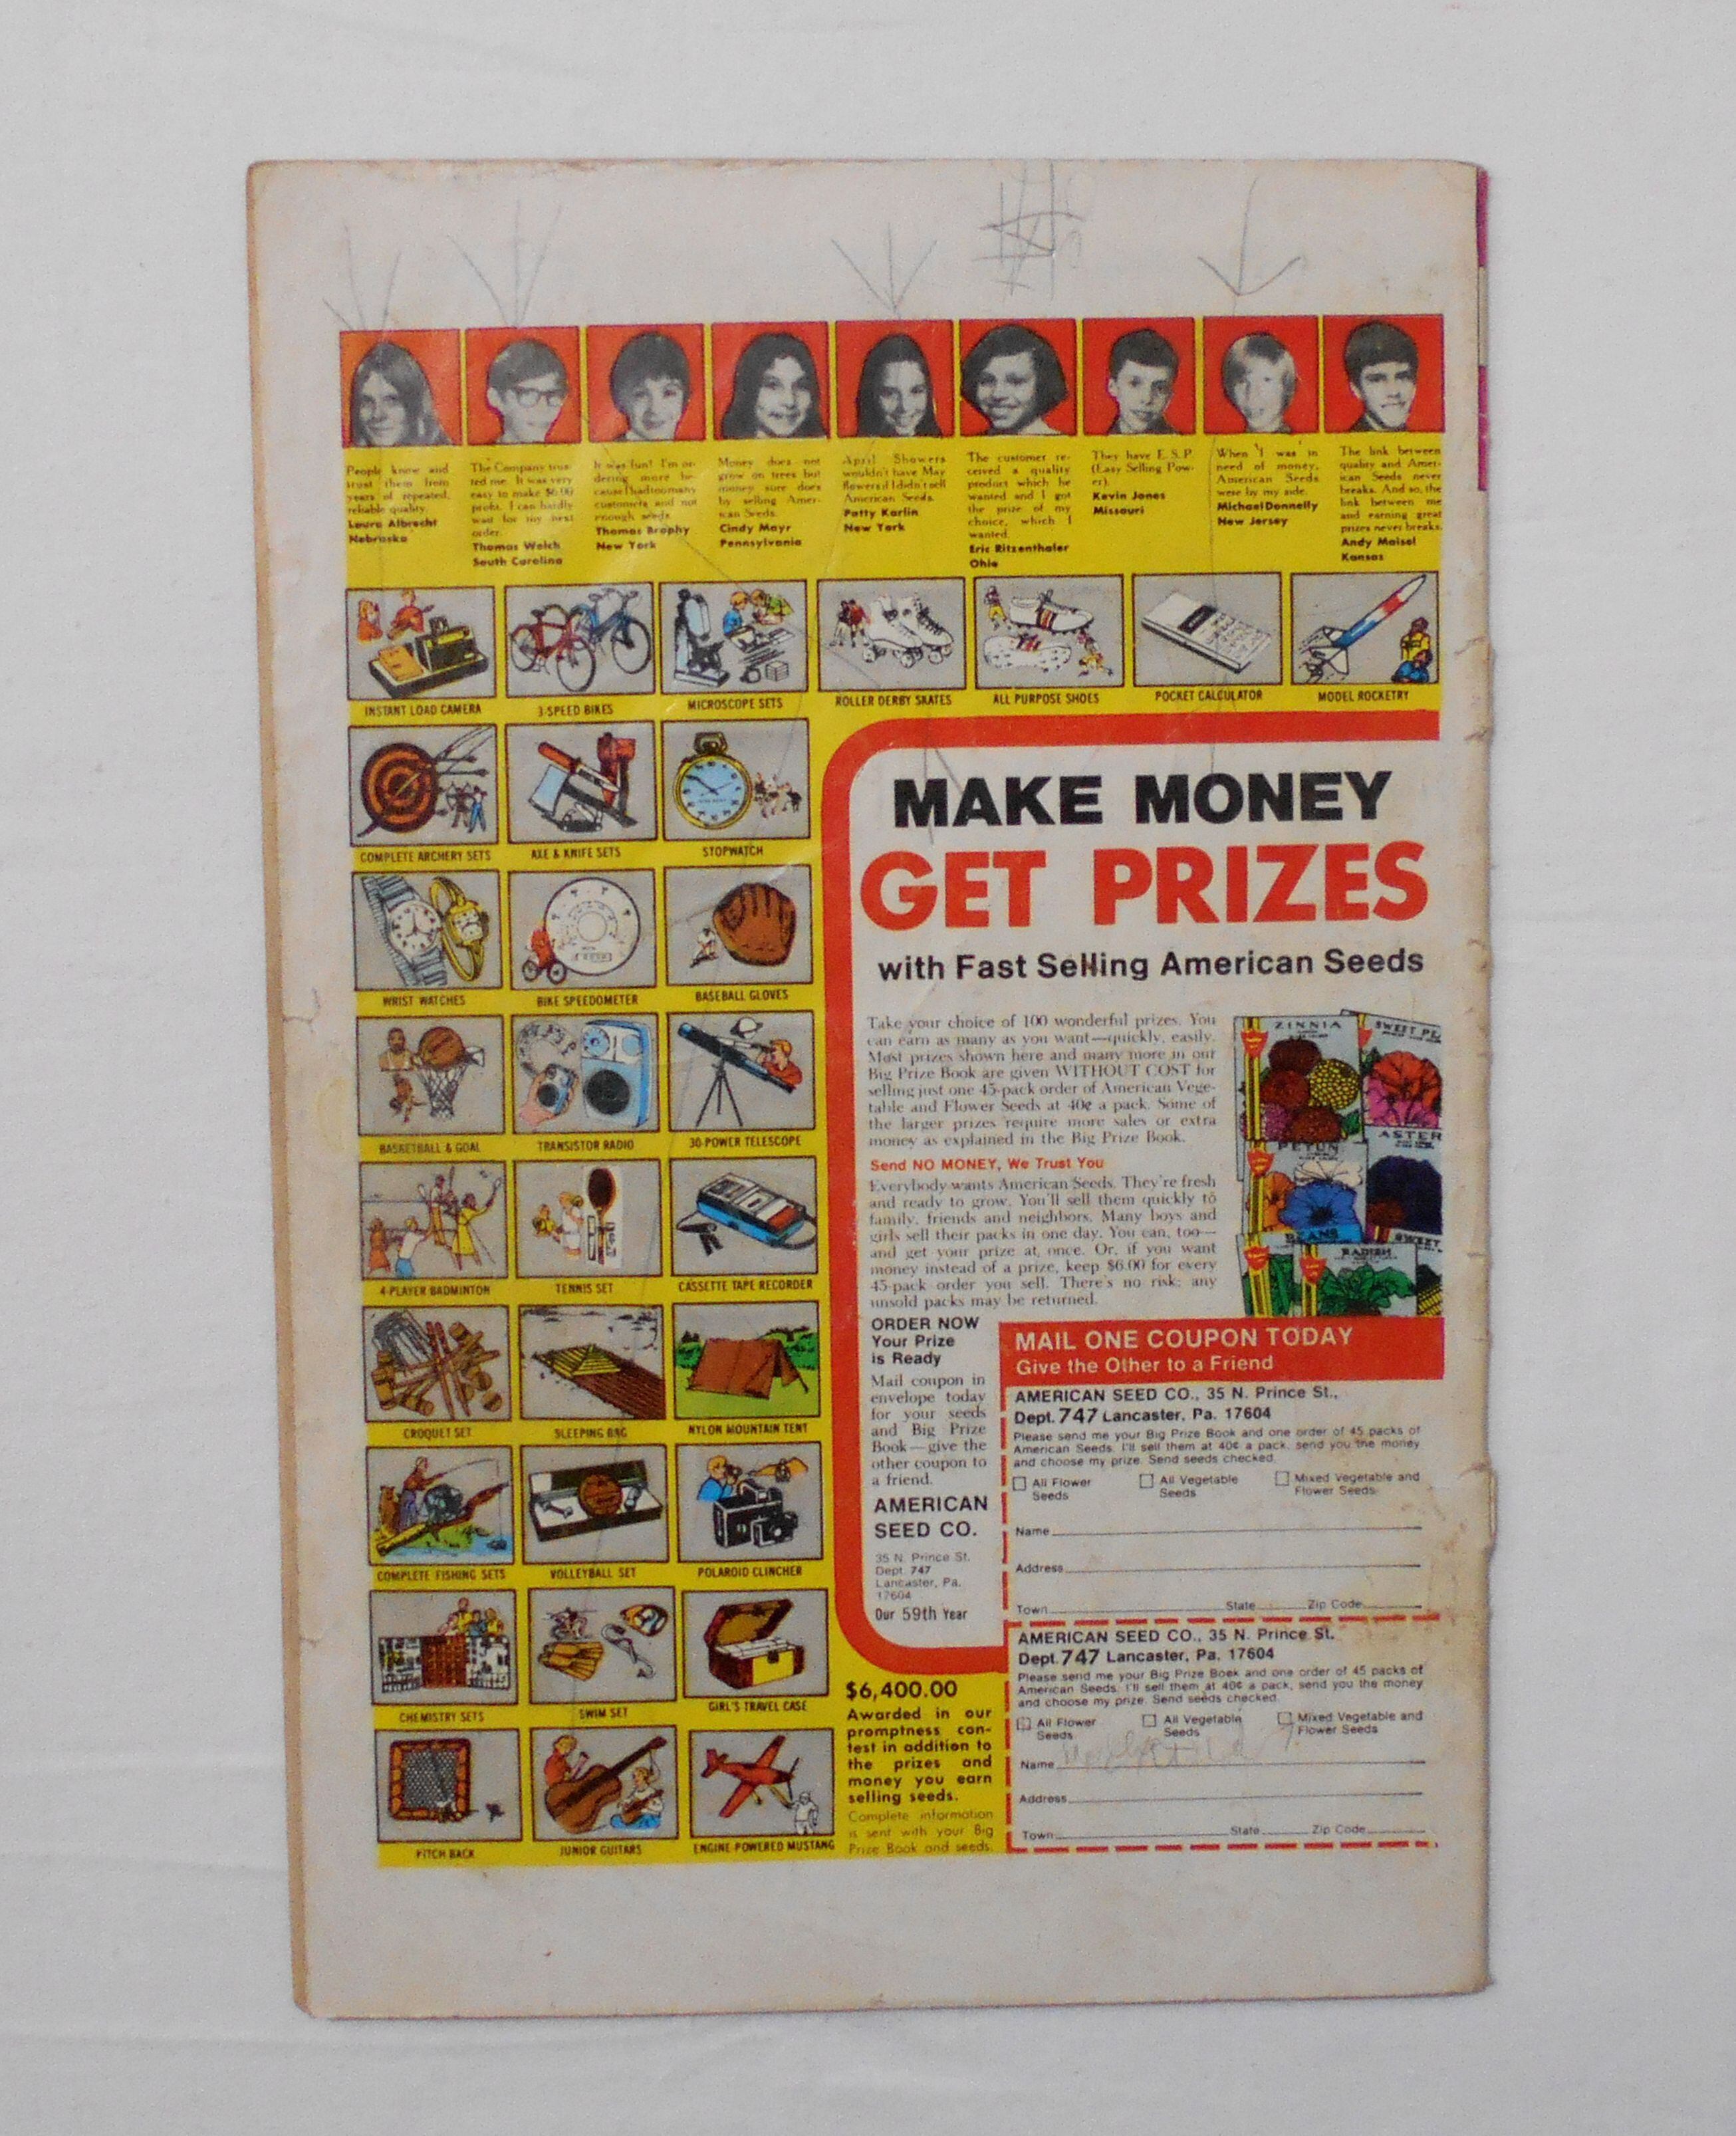 People know and
trust them from
years of repeated,
reliable quality.
Laura Albrecht
Nebraska
The Company trus-
ted me. It was very
easy to make $6.00
profit. I can hardly
wait for my next
order.
Thomas Welch
South Carolina
It was fun! I'm or-
dering more be-
cause I had too many
customers and not
enough seeds.
Thomas Brophy
New York
Money does not
grow on trees but
money sure does
by selling Amer-
ican Seeds.
Cindy Mayr
Pennsylvania
April Showers
wouldn't have May
flowers if I didn't sell
American Seeds.
Patty Karlin
New York
The customer re-
ceived a quality
product which he
wanted and I got
the prize of my
choice, which I
wanted.
Eric Ritzenthaler
Ohio
They have E.S.P.
(Easy Selling Pow-
er).
Kevin Jones
Missouri
When I was in
need of money,
American Seeds
were by my side.
Michael Donnelly
New Jersey
The link between
quality and Amer-
ican Seeds never
breaks. And so, the
link between me
and earning great
prizes never breaks.
Andy Maisel
Kansas
INSTANT LOAD CAMERA
3-SPEED BIKES
MICROSCOPE SETS
ROLLER DERBY SKATES
ALL PURPOSE SHOES
POCKET CALCULATOR
MODEL ROCKETRY
COMPLETE ARCHERY SETS
AXE & KNIFE SETS
STOPWATCH
WRIST WATCHES
BIKE SPEEDOMETER
BASEBALL GLOVES
BASKETBALL & GOAL
TRANSISTOR RADIO
30-POWER TELESCOPE
4-PLAYER BADMINTON
TENNIS SET
CASSETTE TAPE RECORDER
CROQUET SET
SLEEPING BAG
NYLON MOUNTAIN TENT
COMPLETE FISHING SETS
VOLLEYBALL SET
POLAROID CLINCHER
CHEMISTRY SETS
SWIM SET
GIRL'S TRAVEL CASE
PITCH BACK
JUNIOR GUITARS
ENGINE-POWERED MUSTANG
MAKE MONEY
GET PRIZES
with Fast Selling American Seeds
Take your choice of 100 wonderful prizes. You
can earn as many as you want—quickly, easily.
Most prizes shown here and many more in our
Big Prize Book are given WITHOUT COST for
selling just one 45-pack order of American Vege-
table and Flower Seeds at 40¢ a pack. Some of
the larger prizes require more sales or extra
money as explained in the Big Prize Book.
Send NO MONEY, We Trust You
Everybody wants American Seeds. They're fresh
and ready to grow. You'll sell them quickly to
family, friends and neighbors. Many boys and
girls sell their packs in one day. You can, too—
and get your prize at once. Or, if you want
money instead of a prize, keep $6.00 for every
45-pack order you sell. There's no risk; any
unsold packs may be returned.
ZINNIA
SWEET PE
PETUN
ASTER
BEANS
RADISH
SWEET
ORDER NOW
Your Prize
is Ready
Mail coupon in
envelope today
for your seeds
and Big Prize
Book—give the
other coupon to
a friend.
AMERICAN
SEED CO.
35 N. Prince St.
Dept. 747
Lancaster, Pa.
17604
Our 59th Year
$6,400.00
Awarded in our
promptness con-
test in addition to
the prizes and
money you earn
selling seeds.
Complete information
is sent with your Big
Prize Book and seeds.
MAIL ONE COUPON TODAY
Give the Other to a Friend
AMERICAN SEED CO., 35 N. Prince St.,
Dept. 747 Lancaster, Pa. 17604
Please send me your Big Prize Book and one order of 45 packs of
American Seeds. I'll sell them at 40¢ a pack, send you the money
and choose my prize. Send seeds checked.
All Flower Seeds
All Vegetable Seeds
Mixed Vegetable and Flower Seeds
Name
Address
Town State Zip Code
AMERICAN SEED CO., 35 N. Prince St.
Dept. 747 Lancaster, Pa. 17604
Please send me your Big Prize Book and one order of 45 packs of
American Seeds. I'll sell them at 40¢ a pack, send you the money
and choose my prize. Send seeds checked.
All Flower Seeds
All Vegetable Seeds
Mixed Vegetable and Flower Seeds
Name
Address
Town State Zip Code